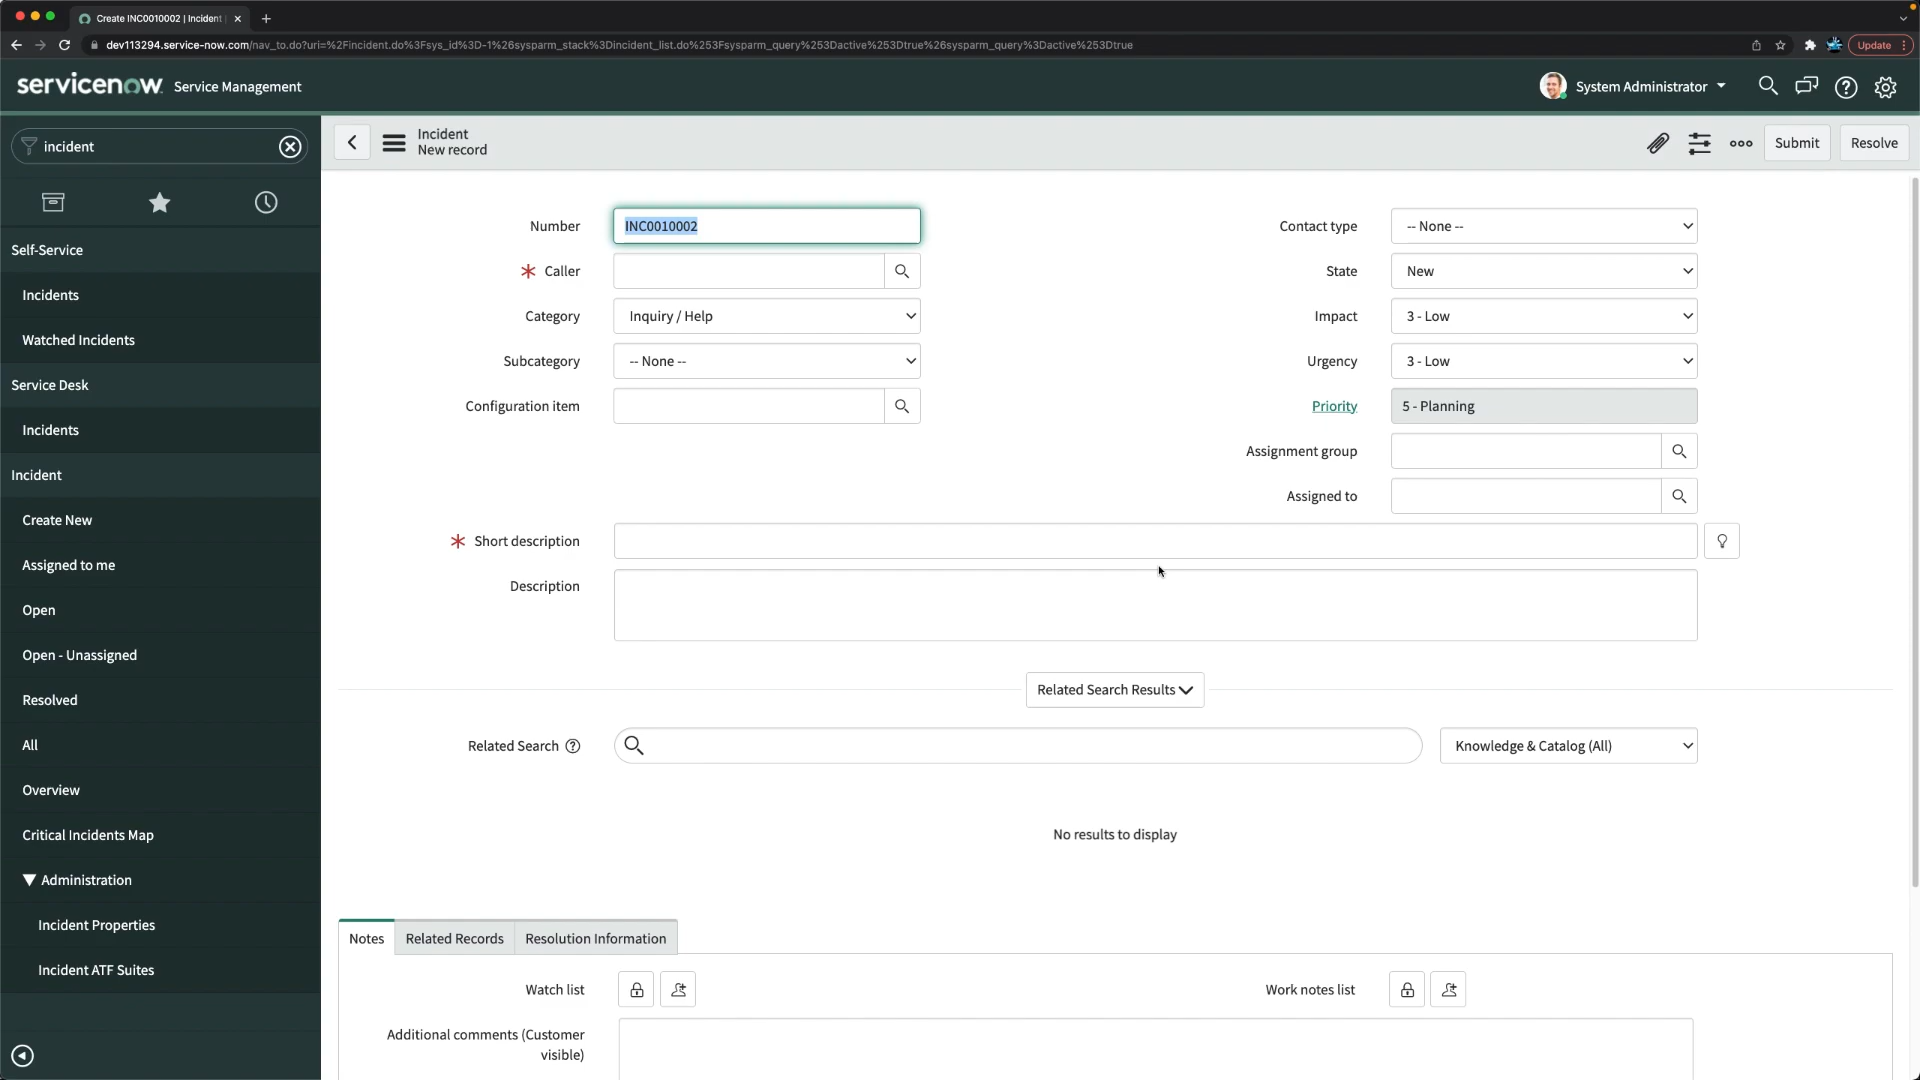 Create INC0010002 | Incident
dev113294.service-now.com/nav_to.do?url=%2Fincident.do%3Fsys_id%3D-1%26sysparm_stack%3Dincident_list.do%253Fsysparm_query%253Dactive%253Dtrue%26sysparm_query%3Dactive%253Dtrue
Update
servicenow Service Management
System Administrator
incident
Incident
New record
Submit
Resolve
Self-Service
Incidents
Watched Incidents
Service Desk
Incidents
Incident
Create New
Assigned to me
Open
Open - Unassigned
Resolved
All
Overview
Critical Incidents Map
Administration
Incident Properties
Incident ATF Suites
Number INC0010002
Caller
Category Inquiry / Help
Subcategory -- None --
Configuration item
Contact type -- None --
State New
Impact 3 - Low
Urgency 3 - Low
Priority 5 - Planning
Assignment group
Assigned to
Short description
Description
Related Search Results
Related Search
Knowledge & Catalog (All)
No results to display
Notes
Related Records
Resolution Information
Watch list
Work notes list
Additional comments (Customer
visible)